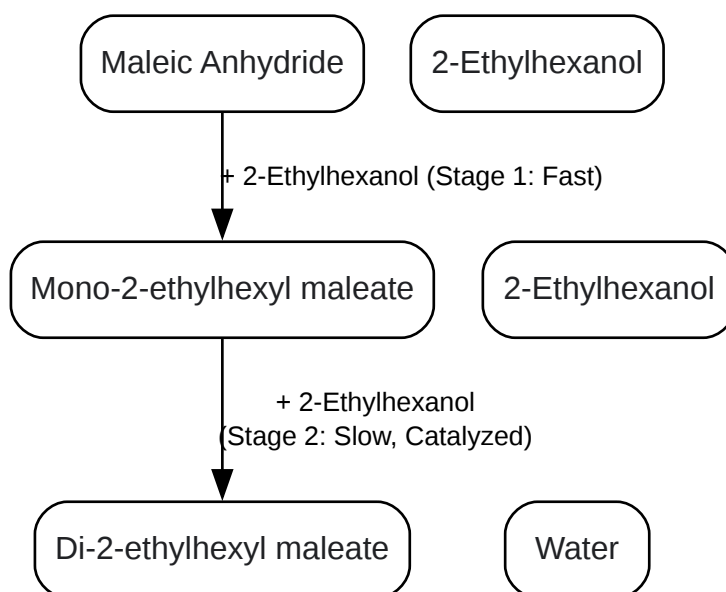 Maleic Anhydride
2-Ethylhexanol
+ 2-Ethylhexanol (Stage 1: Fast)
Mono-2-ethylhexyl maleate
2-Ethylhexanol
+ 2-Ethylhexanol
(Stage 2: Slow, Catalyzed)
Di-2-ethylhexyl maleate
Water